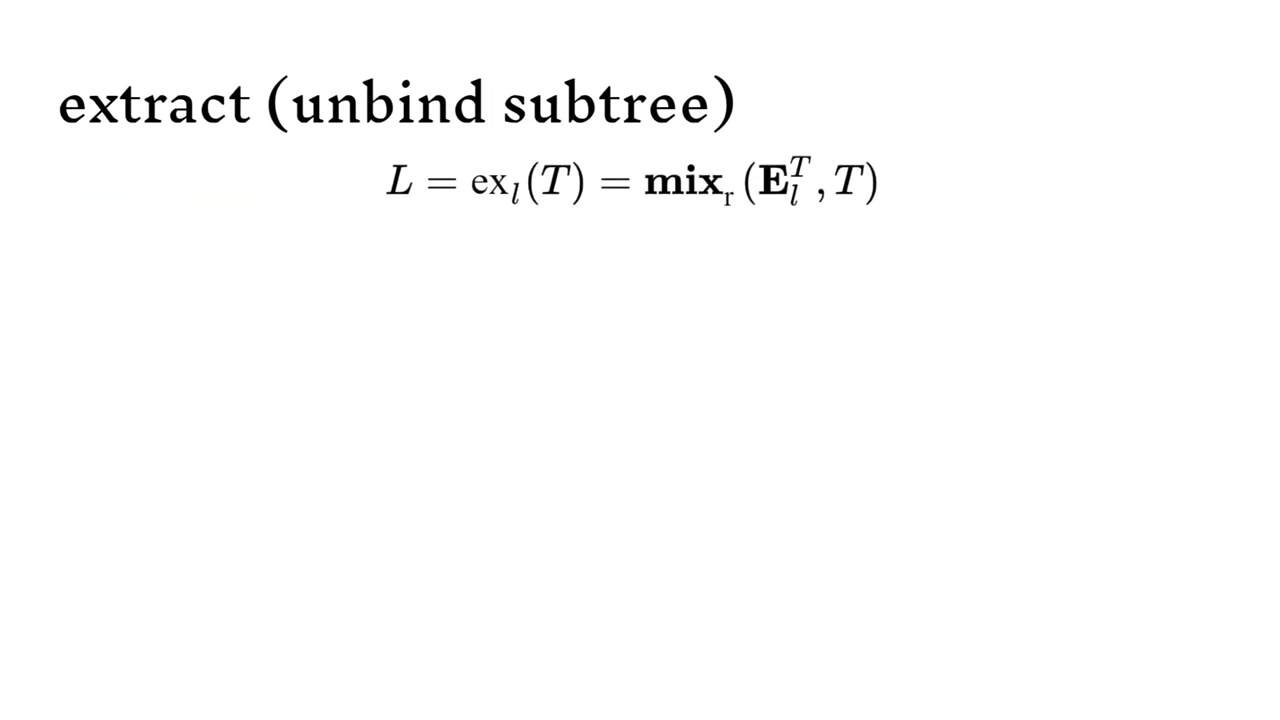 extract (unbind subtree)
L = ex_l(T) = mix_r(E_l^T, T)